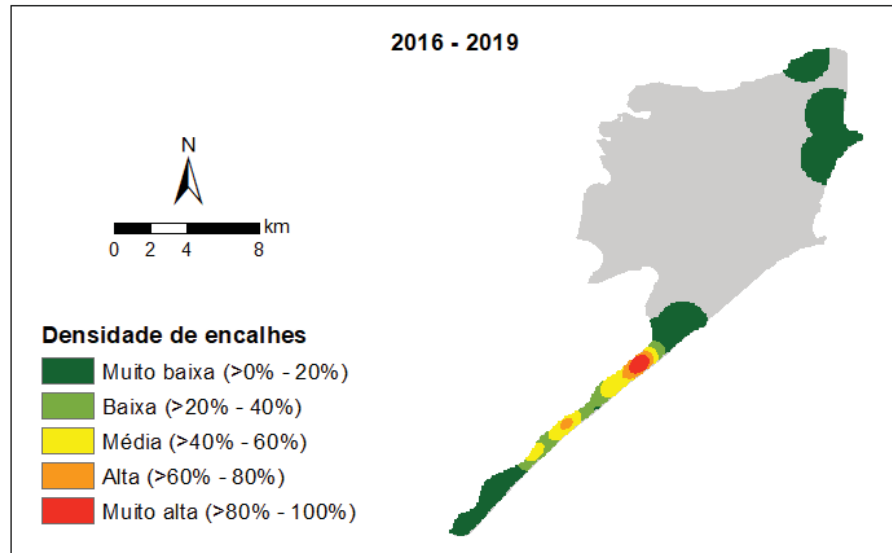 2016 - 2019
N
km
0 2 4 8
Densidade de encalhes
Muito baixa (>0% - 20%)
Baixa (>20% - 40%)
Média (>40% - 60%)
Alta (>60% - 80%)
Muito alta (>80% - 100%)